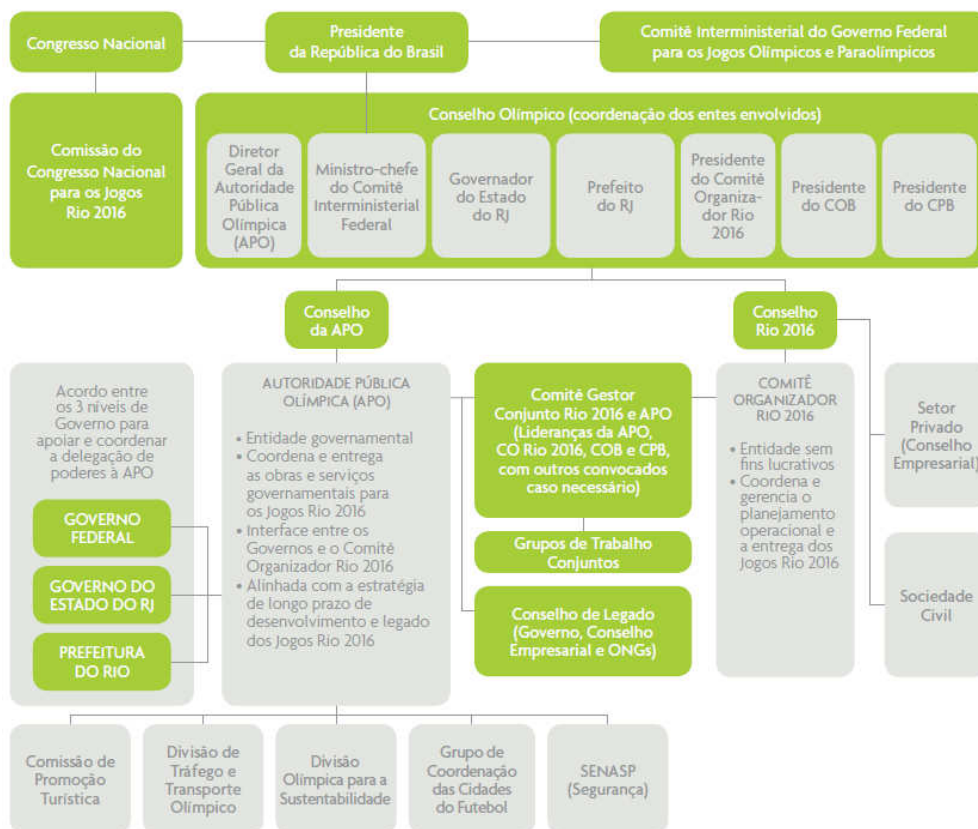 Congresso Nacional
Presidente
da República do Brasil
Comitê Interministerial do Governo Federal
para os Jogos Olímpicos e Paraolímpicos
Comissão do
Congresso Nacional
para os Jogos
Rio 2016
Conselho Olímpico (coordenação dos entes envolvidos)
Diretor
Geral da
Autoridade
Pública
Olímpica
(APO)
Ministro-chefe
do Comitê
Interministerial
Federal
Governador
do Estado
do RJ
Prefeito
do RJ
Presidente
do Comitê
Organiza-
dor Rio
2016
Presidente
do COB
Presidente
do CPB
Conselho
da APO
Conselho
Rio 2016
Acordo entre
os 3 níveis de
Governo para
apoiar e coordenar
a delegação de
poderes à APO
GOVERNO
FEDERAL
GOVERNO DO
ESTADO DO RJ
PREFEITURA
DO RIO
AUTORIDADE PÚBLICA
OLÍMPICA (APO)
• Entidade governamental
• Coordena e entrega
as obras e serviços
governamentais para
os Jogos Rio 2016
• Interface entre os
Governos e o Comitê
Organizador Rio 2016
• Alinhada com a estratégia
de longo prazo de
desenvolvimento e legado
dos Jogos Rio 2016
Comitê Gestor
Conjunto Rio 2016 e APO
(Lideranças da APO,
CO Rio 2016, COB e CPB,
com outros convocados
caso necessário)
Grupos de Trabalho
Conjuntos
Conselho de Legado
(Governo, Conselho
Empresarial e ONGs)
COMITÊ
ORGANIZADOR
RIO 2016
• Entidade sem
fins lucrativos
• Coordena e
gerencia o
planejamento
operacional e
a entrega dos
Jogos Rio 2016
Setor
Privado
(Conselho
Empresarial)
Sociedade
Civil
Comissão de
Promoção
Turística
Divisão de
Tráfego e
Transporte
Olímpico
Divisão
Olímpica para a
Sustentabilidade
Grupo de
Coordenação
das Cidades
do Futebol
SENASP
(Segurança)